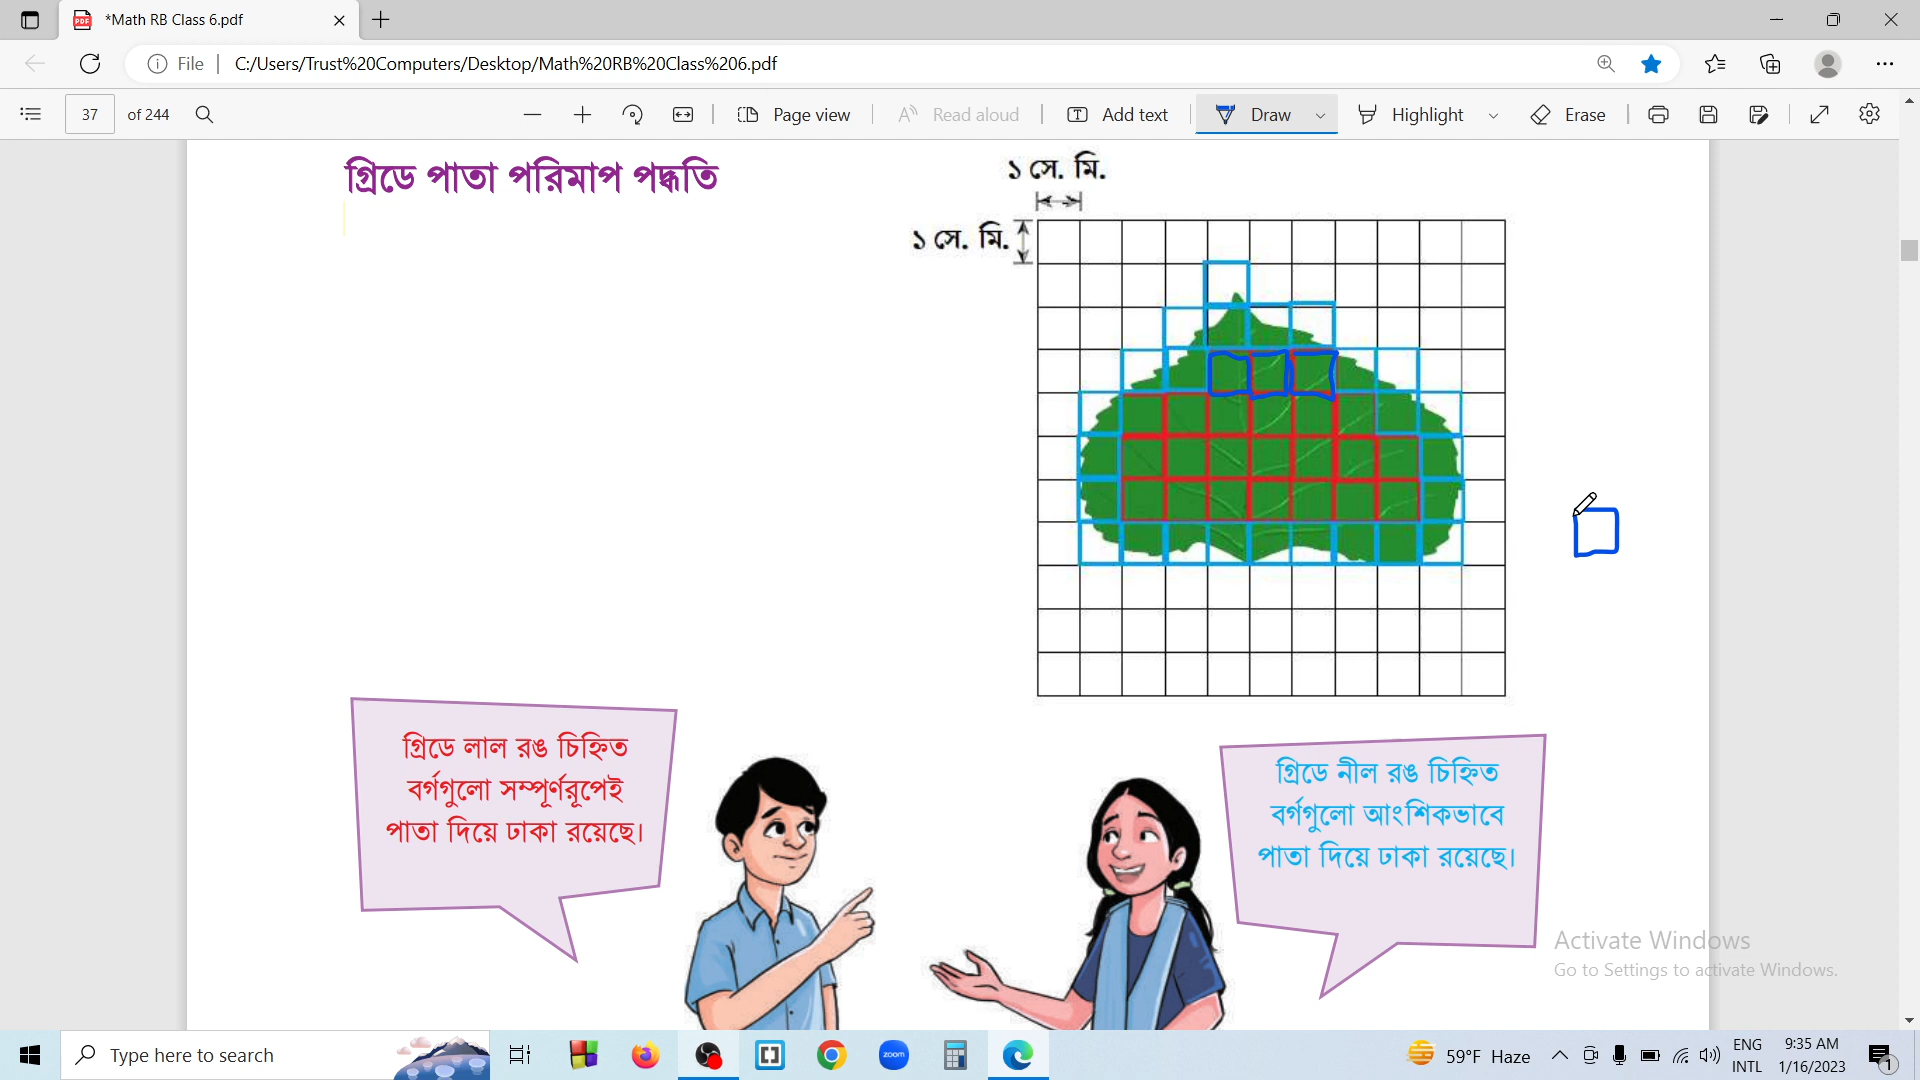 *Math RB Class 6.pdf
File
C:/Users/Trust%20Computers/Desktop/Math%20RB%20Class%206.pdf
37 of 244
Page view
Read aloud
Add text
Draw
Highlight
Erase
গ্রিডে পাতা পরিমাপ পদ্ধতি
১ সে. মি.
১ সে. মি.
গ্রিডে লাল রঙ চিহ্নিত
বর্গগুলো সম্পূর্ণরূপেই
পাতা দিয়ে ঢাকা রয়েছে।
গ্রিডে নীল রঙ চিহ্নিত
বর্গগুলো আংশিকভাবে
পাতা দিয়ে ঢাকা রয়েছে।
Activate Windows
Go to Settings to activate Windows.
Type here to search
zoom
59°F Haze
ENG
INTL
9:35 AM
1/16/2023
1